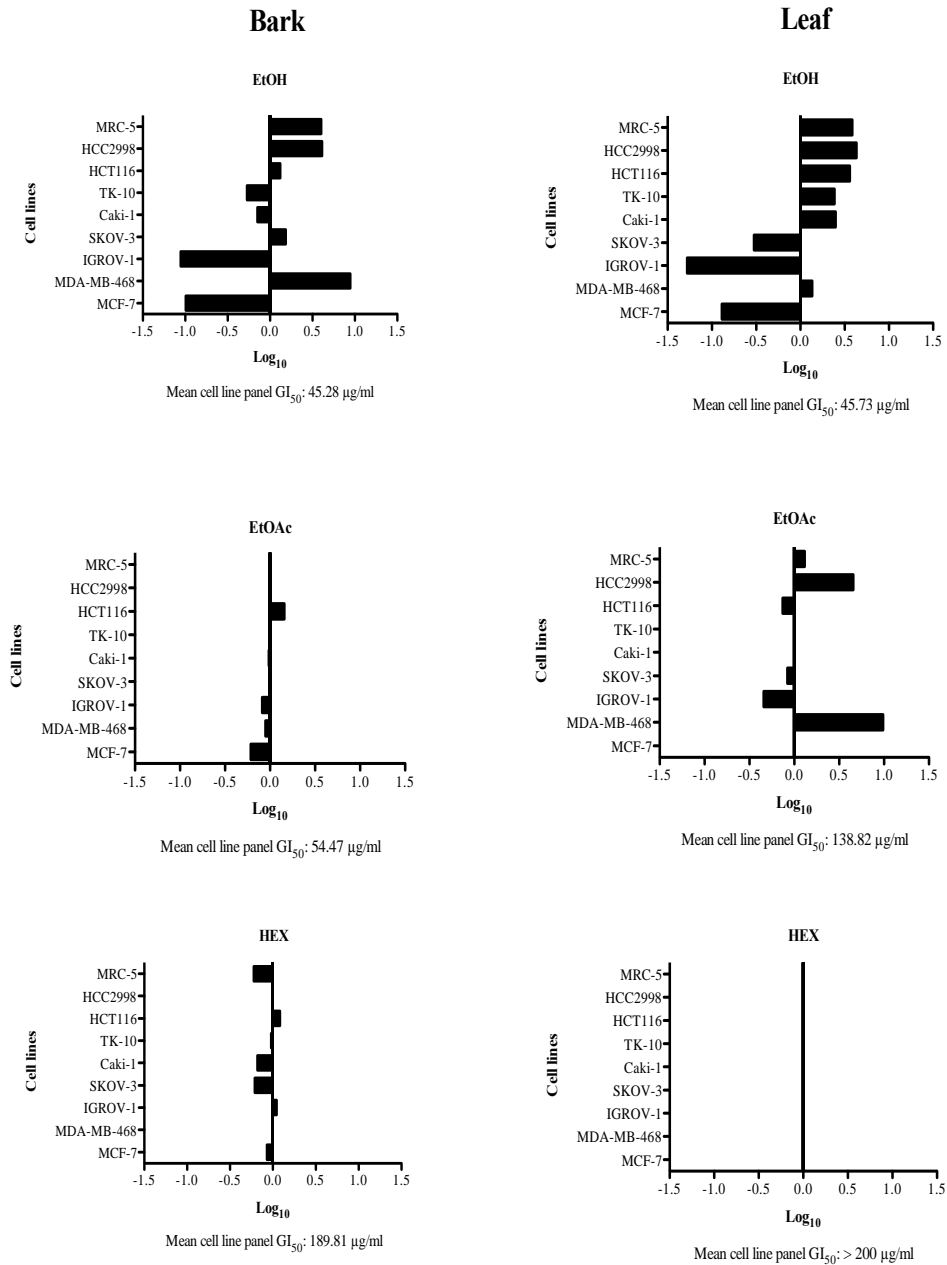 Bark
EtOH
Cell lines
MRC-5
HCC2998
HCT116
TK-10
Caki-1
SKOV-3
IGROV-1
MDA-MB-468
MCF-7
-1.5 -1.0 -0.5 0.0 0.5 1.0 1.5
Log10
Mean cell line panel GI50: 45.28 µg/ml
Leaf
EtOH
Cell lines
MRC-5
HCC2998
HCT116
TK-10
Caki-1
SKOV-3
IGROV-1
MDA-MB-468
MCF-7
-1.5 -1.0 -0.5 0.0 0.5 1.0 1.5
Log10
Mean cell line panel GI50: 45.73 µg/ml
EtOAc
Cell lines
MRC-5
HCC2998
HCT116
TK-10
Caki-1
SKOV-3
IGROV-1
MDA-MB-468
MCF-7
-1.5 -1.0 -0.5 0.0 0.5 1.0 1.5
Log10
Mean cell line panel GI50: 54.47 µg/ml
EtOAc
Cell lines
MRC-5
HCC2998
HCT116
TK-10
Caki-1
SKOV-3
IGROV-1
MDA-MB-468
MCF-7
-1.5 -1.0 -0.5 0.0 0.5 1.0 1.5
Log10
Mean cell line panel GI50: 138.82 µg/ml
HEX
Cell lines
MRC-5
HCC2998
HCT116
TK-10
Caki-1
SKOV-3
IGROV-1
MDA-MB-468
MCF-7
-1.5 -1.0 -0.5 0.0 0.5 1.0 1.5
Log10
Mean cell line panel GI50: 189.81 µg/ml
HEX
Cell lines
MRC-5
HCC2998
HCT116
TK-10
Caki-1
SKOV-3
IGROV-1
MDA-MB-468
MCF-7
-1.5 -1.0 -0.5 0.0 0.5 1.0 1.5
Log10
Mean cell line panel GI50: > 200 µg/ml